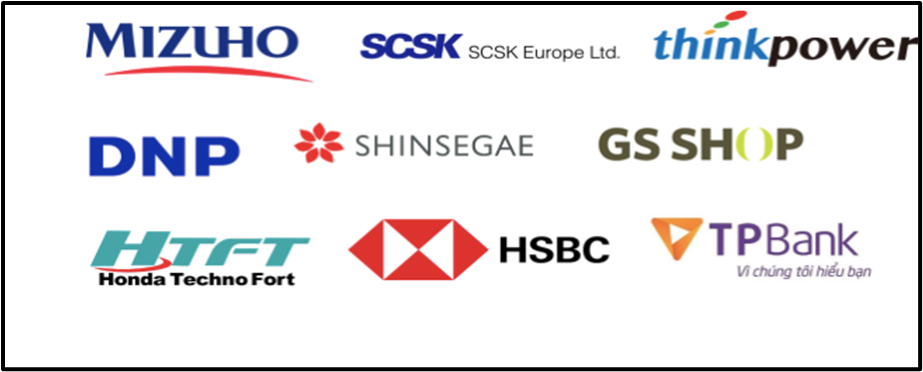 MIZUHO
SCSK SCSK Europe Ltd.
thinkpower
DNP
SHINSEGAE
GS SHOP
HTFT
Honda Techno Fort
HSBC
TPBank
Vì chúng tôi hiểu bạn